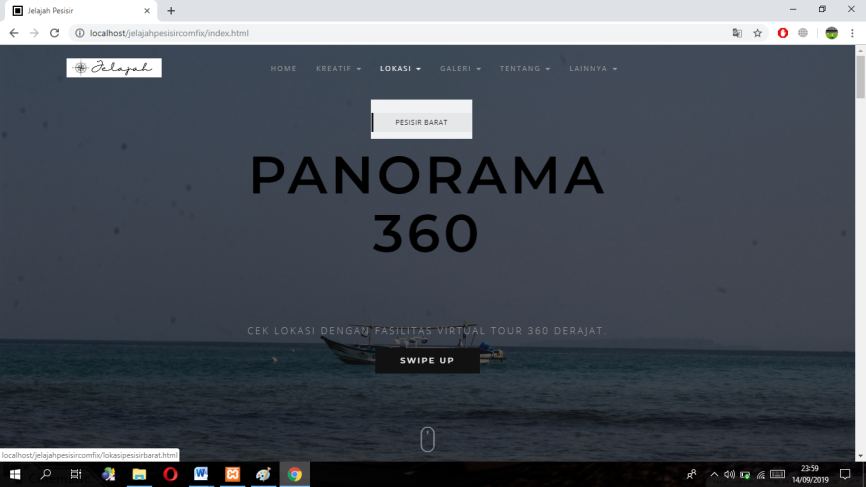 Jelajah Pesisir
localhost/jelajahpesisircomfix/index.html
Jelajah
HOME KREATIF LOKASI GALERI TENTANG LAINNYA
PESISIR BARAT
PANORAMA
360
CEK LOKASI DENGAN FASILITAS VIRTUAL TOUR 360 DERAJAT.
SWIPE UP
localhost/jelajahpesisircomfix/lokasipesisirbarat.html
23:59
14/09/2019